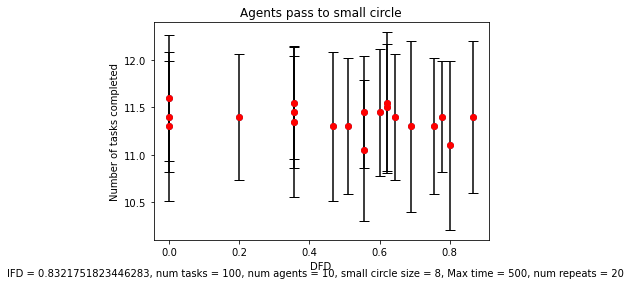 Agents pass to small circle
Number of tasks completed
12.0
11.5
11.0
10.5
0.0 0.2 0.4 0.6 0.8
DFD
IFD = 0.8321751823446283, num tasks = 100, num agents = 10, small circle size = 8, Max time = 500, num repeats = 20